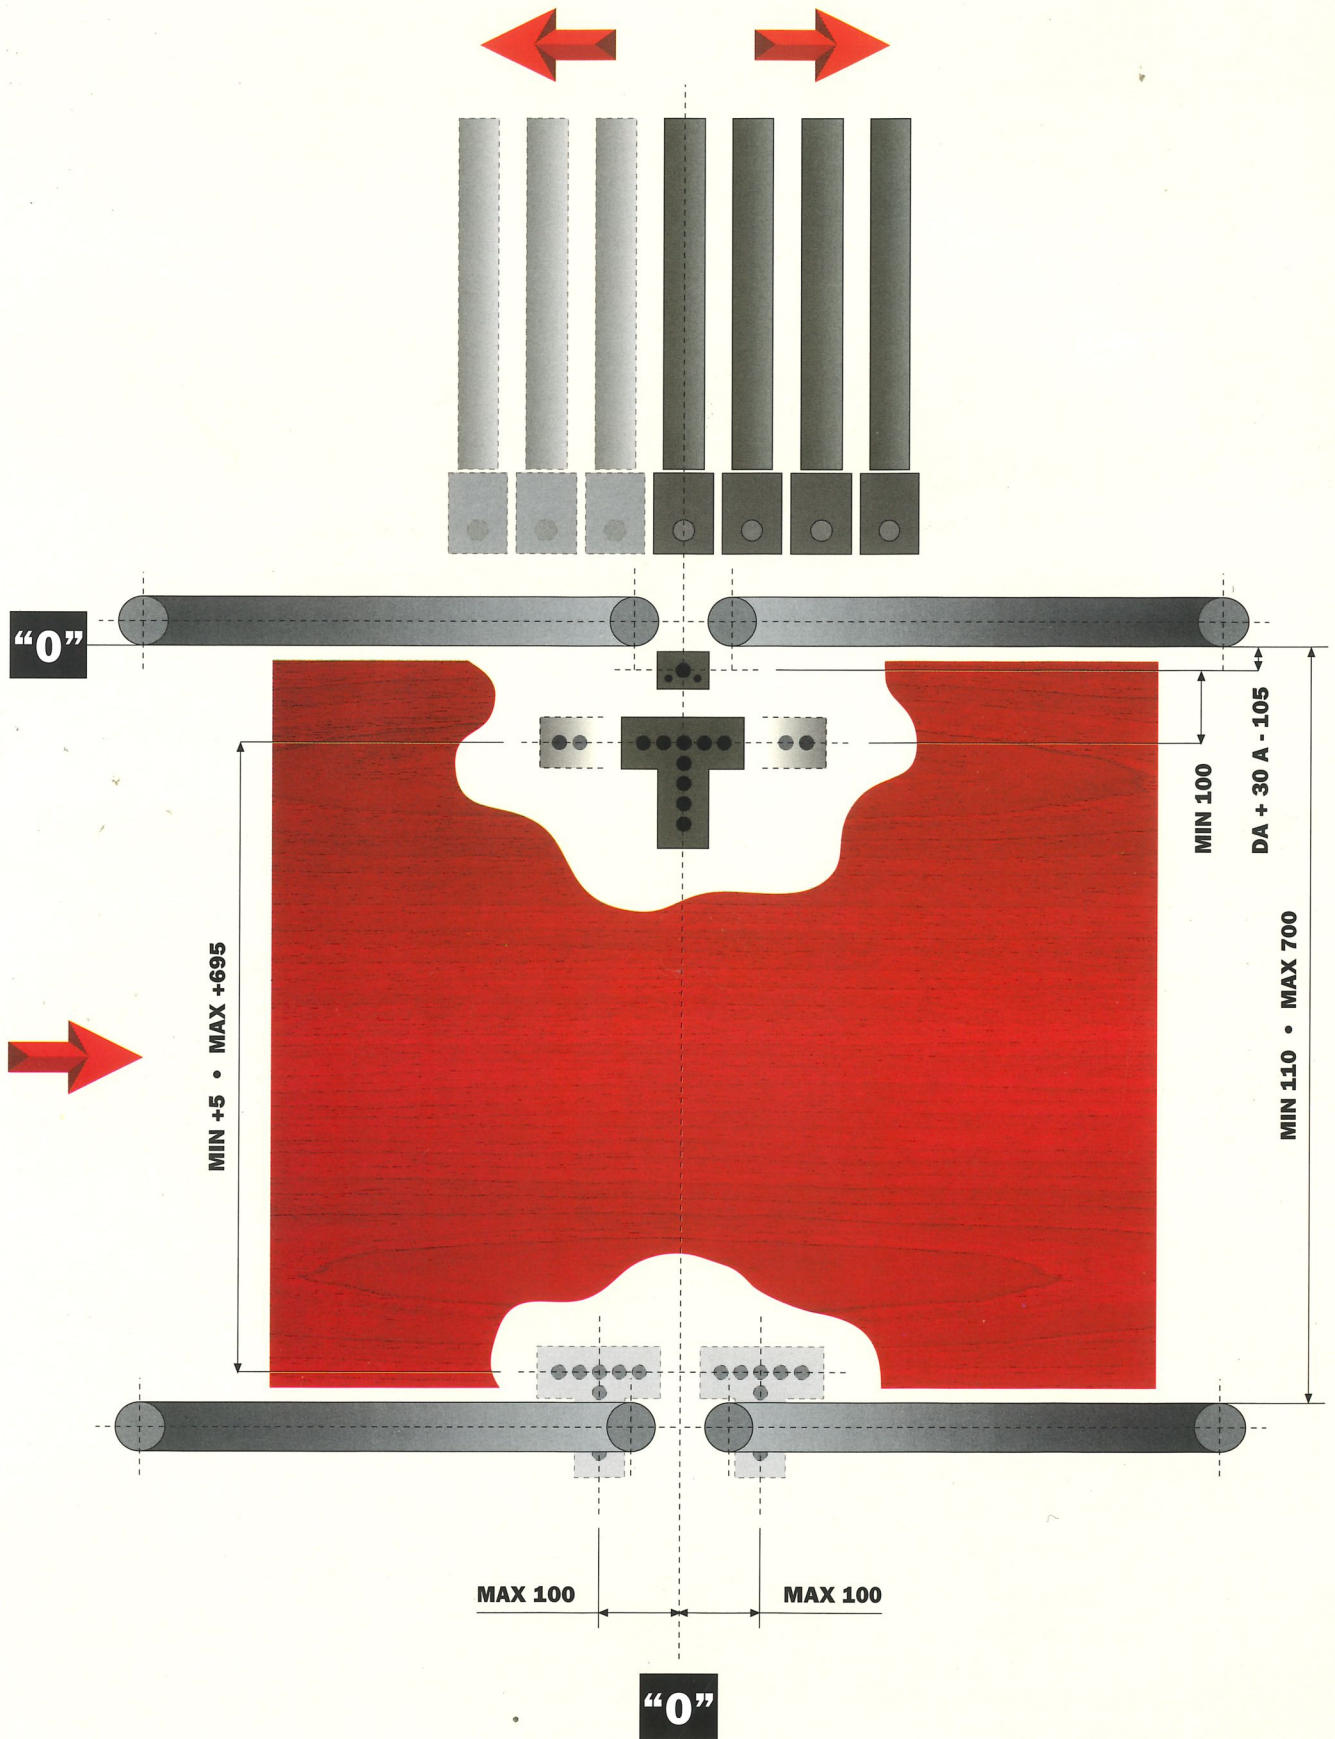 “0”
MIN 100
DA + 30 A - 105
MIN +5 • MAX +695
MIN 110 • MAX 700
MAX 100
MAX 100
“0”